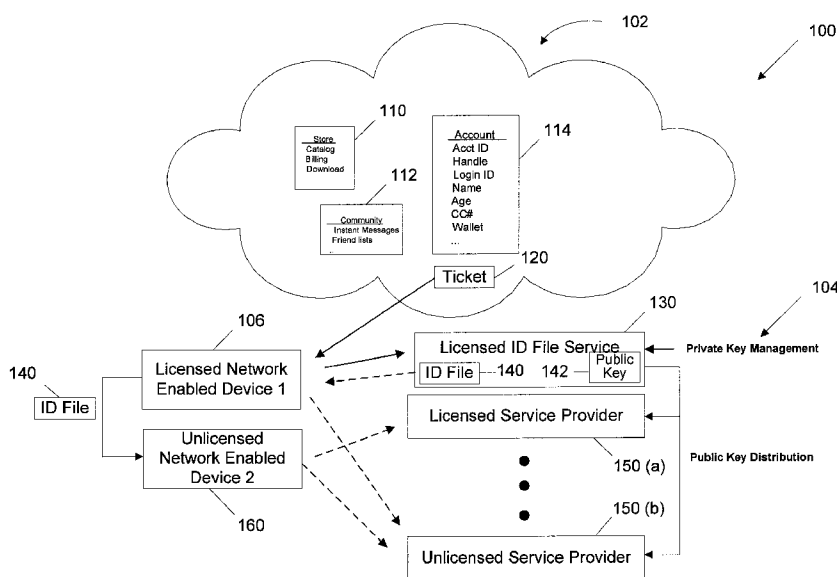 102
100
110
Store
Catalog
Billing
Download
114
Account
Acct ID
Handle
Login ID
Name
Age
CC#
Wallet
...
112
Community
Instant Messages
Friend lists
120
Ticket
106
130
104
Licensed Network
Enabled Device 1
Licensed ID File Service
Private Key Management
140
ID File
ID File
140
142
Public
Key
Unlicensed
Network Enabled
Device 2
Licensed Service Provider
150 (a)
Public Key Distribution
160
150 (b)
Unlicensed Service Provider